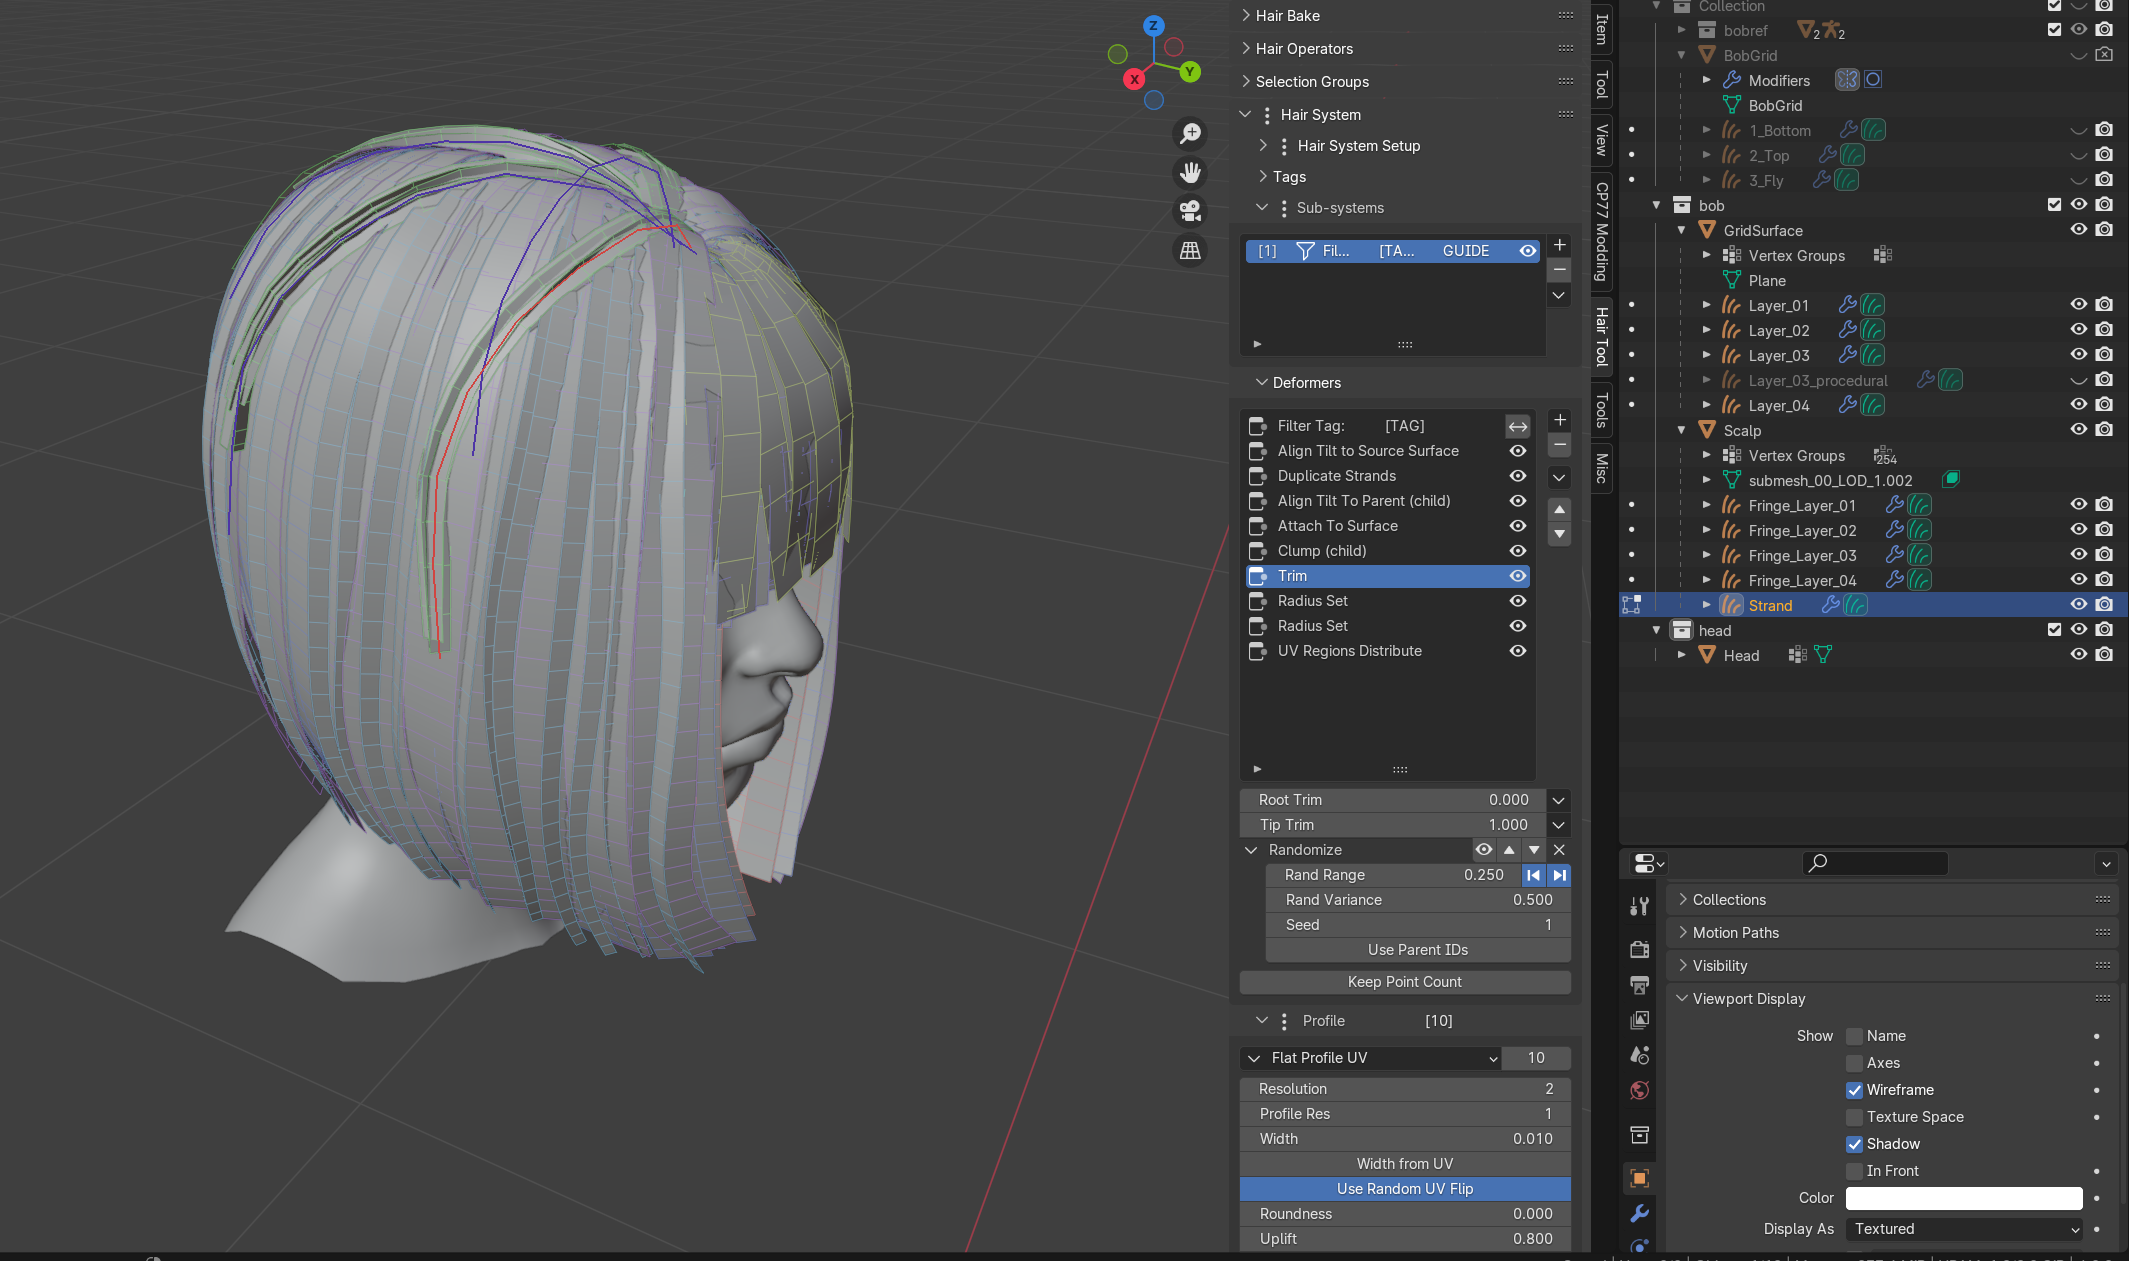 Z
Y
X
Hair Bake
Hair Operators
Selection Groups
Hair System
Hair System Setup
Tags
Sub-systems
[1] Fil... [TA... GUIDE
Deformers
Filter Tag: [TAG]
Align Tilt to Source Surface
Duplicate Strands
Align Tilt To Parent (child)
Attach To Surface
Clump (child)
Trim
Radius Set
Radius Set
UV Regions Distribute
Root Trim 0.000
Tip Trim 1.000
Randomize
Rand Range 0.250
Rand Variance 0.500
Seed 1
Use Parent IDs
Keep Point Count
Profile [10]
Flat Profile UV 10
Resolution 2
Profile Res 1
Width 0.010
Width from UV
Use Random UV Flip
Roundness 0.000
Uplift 0.800
Item
Tool
View
CP77 Modding
Hair Tool
Tools
Misc
Collection
bobref 2 2
BobGrid
Modifiers
BobGrid
1_Bottom
2_Top
3_Fly
bob
GridSurface
Vertex Groups
Plane
Layer_01
Layer_02
Layer_03
Layer_03_procedural
Layer_04
Scalp
Vertex Groups 254
submesh_00_LOD_1.002
Fringe_Layer_01
Fringe_Layer_02
Fringe_Layer_03
Fringe_Layer_04
Strand
head
Head
Collections
Motion Paths
Visibility
Viewport Display
Show Name
Axes
Wireframe
Texture Space
Shadow
In Front
Color
Display As Textured